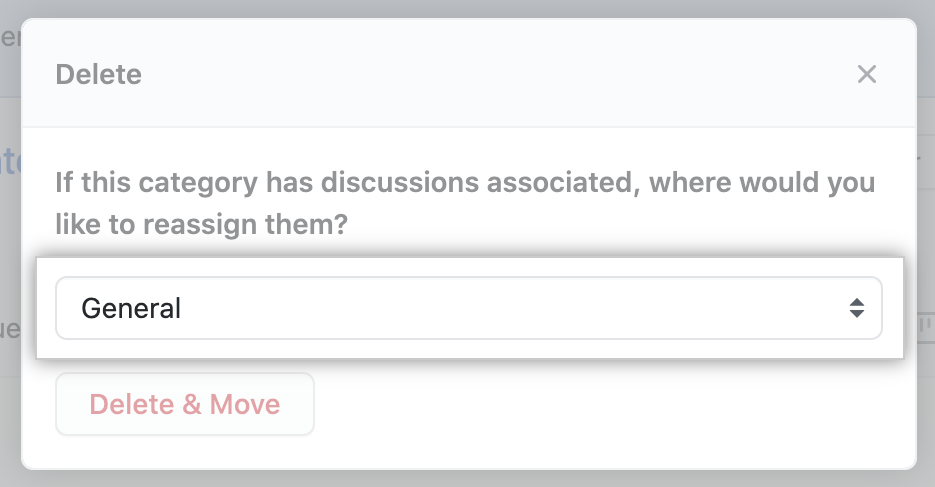 Delete
If this category has discussions associated, where would you
like to reassign them?
General
Delete & Move